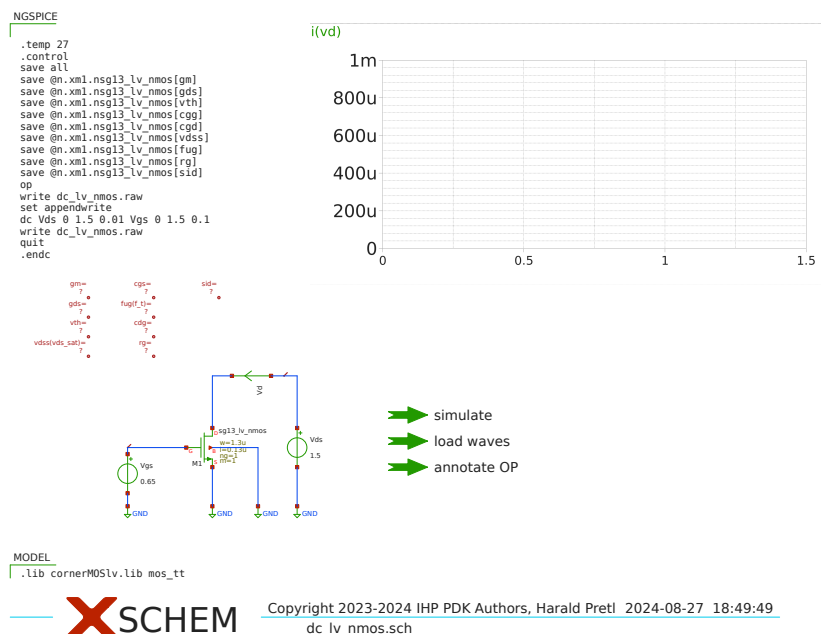 NGSPICE
.temp 27
.control
save all
save @n.xm1.nsg13_lv_nmos[gm]
save @n.xm1.nsg13_lv_nmos[gds]
save @n.xm1.nsg13_lv_nmos[vth]
save @n.xm1.nsg13_lv_nmos[cgg]
save @n.xm1.nsg13_lv_nmos[cgd]
save @n.xm1.nsg13_lv_nmos[vdss]
save @n.xm1.nsg13_lv_nmos[fug]
save @n.xm1.nsg13_lv_nmos[rg]
save @n.xm1.nsg13_lv_nmos[sid]
op
write dc_lv_nmos.raw
set appendwrite
dc Vds 0 1.5 0.01 Vgs 0 1.5 0.1
write dc_lv_nmos.raw
quit
.endc
i(vd)
1m
800u
600u
400u
200u
0
0 0.5 1 1.5
gm= cgs= sid=
? ? ?
gds= fug(f_t)=
? ?
vth= cdg=
? ?
vdss(vds_sat)= rg=
? ?
Vd
sg13_lv_nmos
D
w=1.3u
l=0.13u
ng=1
m=1
G
B
S
M1
Vds
1.5
Vgs
0.65
GND GND GND GND
simulate
load waves
annotate OP
MODEL
.lib cornerMOSlv.lib mos_tt
XSCHEM
Copyright 2023-2024 IHP PDK Authors, Harald Pretl 2024-08-27 18:49:49
dc_lv_nmos.sch